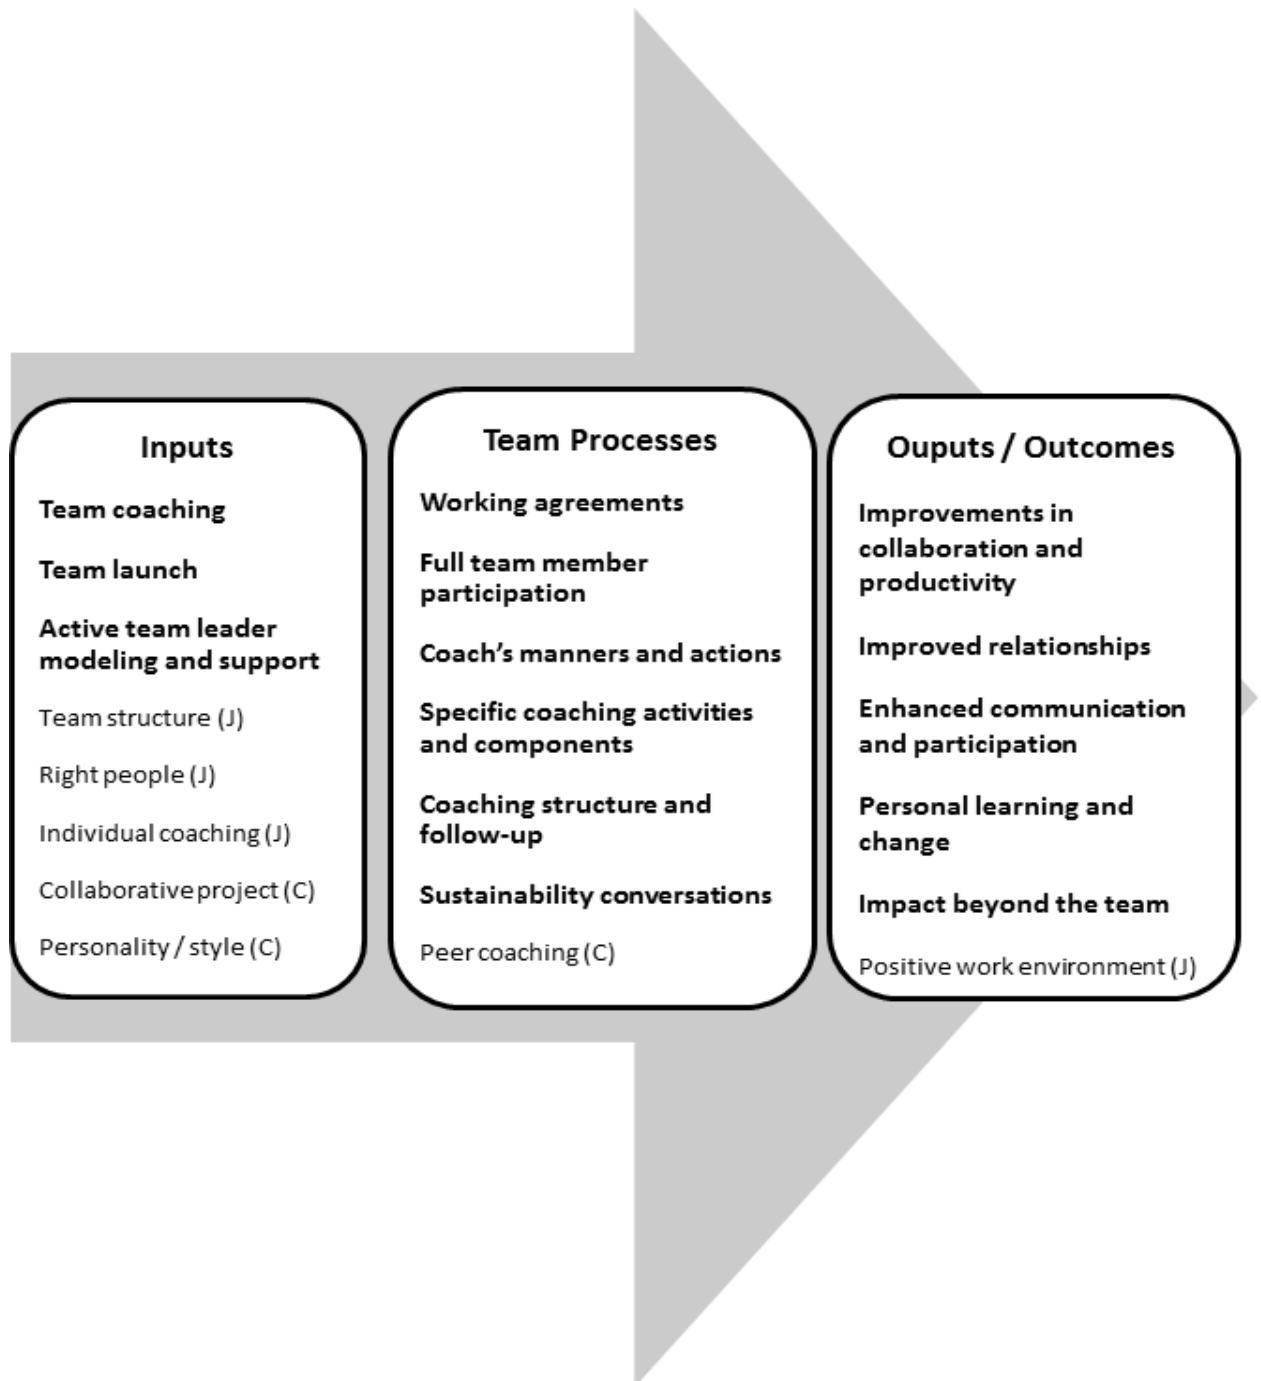 Inputs
Team coaching
Team launch
Active team leader
modeling and support
Team structure (J)
Right people (J)
Individual coaching (J)
Collaborative project (C)
Personality / style (C)
Team Processes
Working agreements
Full team member
participation
Coach's manners and actions
Specific coaching activities
and components
Coaching structure and
follow-up
Sustainability conversations
Peer coaching (C)
Ouputs / Outcomes
Improvements in
collaboration and
productivity
Improved relationships
Enhanced communication
and participation
Personal learning and
change
Impact beyond the team
Positive work environment (J)